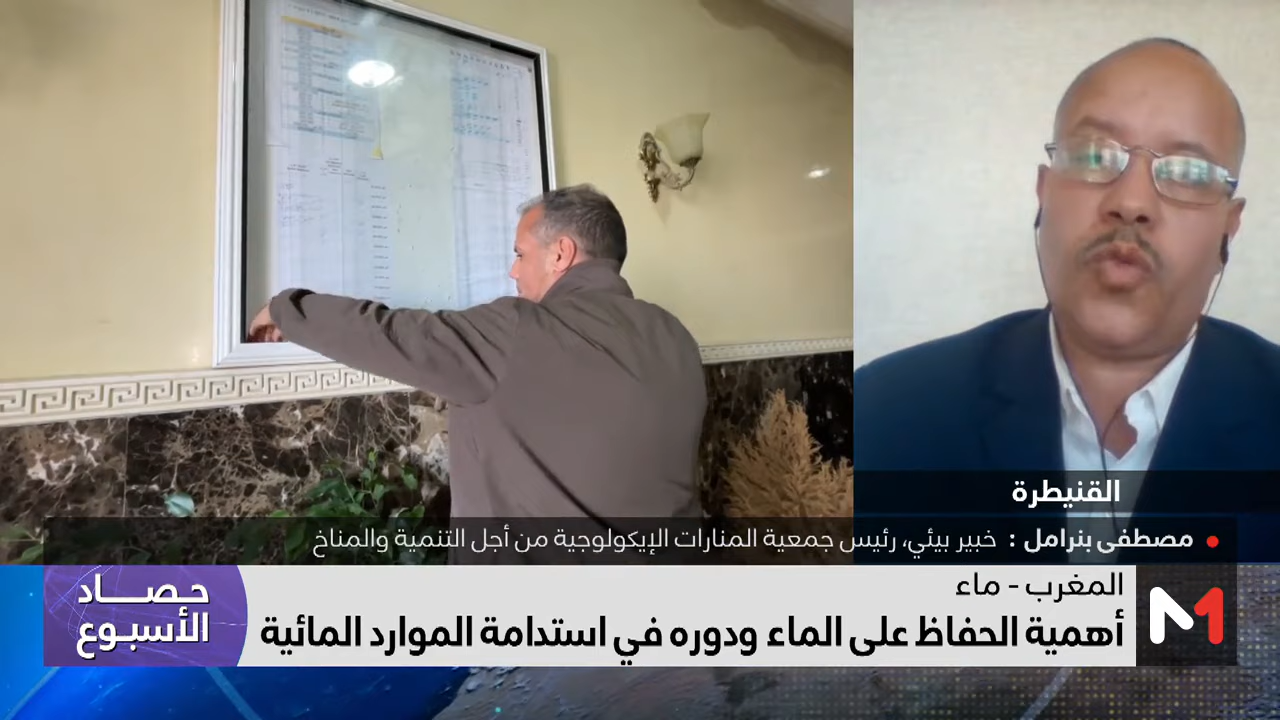 القنيطرة
مصطفى بنرامل : خبير بيئي، رئيس جمعية المنارات الإيكولوجية من أجل التنمية والمناخ
المغرب - ماء
أهمية الحفاظ على الماء ودوره في استدامة الموارد المائية
حصاد
الأسبوع
M1